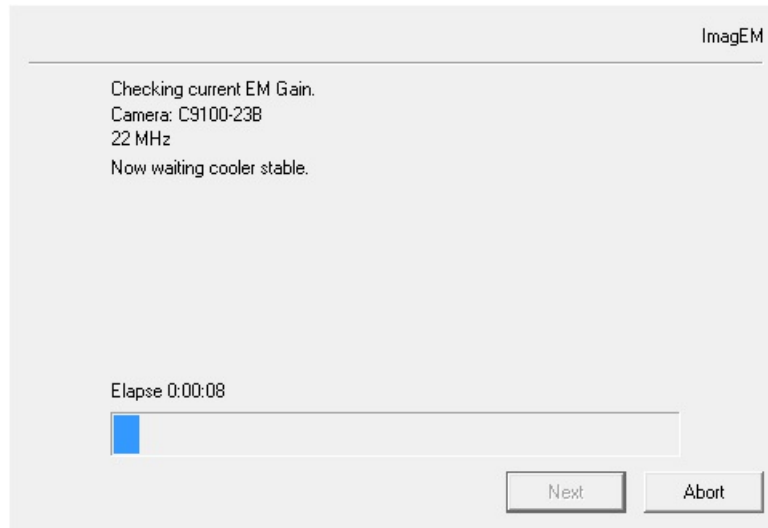 ImagEM
Checking current EM Gain.
Camera: C9100-23B
22 MHz
Now waiting cooler stable.
Elapse 0:00:08
Next
Abort